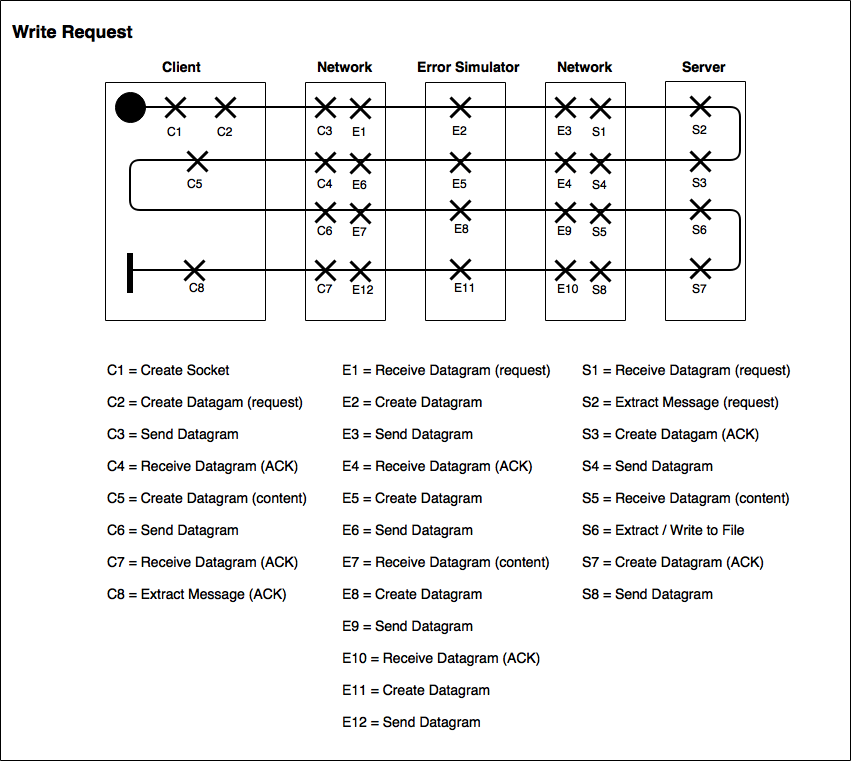 Write Request
Client Network Error Simulator Network Server
C1 C2 C3 E1 E2 E3 S1 S2
C5 C4 E6 E5 E4 S4 S3
C6 E7 E8 E9 S5 S6
C8 C7 E12 E11 E10 S8 S7
C1 = Create Socket E1 = Receive Datagram (request) S1 = Receive Datagram (request)
C2 = Create Datagam (request) E2 = Create Datagram S2 = Extract Message (request)
C3 = Send Datagram E3 = Send Datagram S3 = Create Datagam (ACK)
C4 = Receive Datagram (ACK) E4 = Receive Datagram (ACK) S4 = Send Datagram
C5 = Create Datagram (content) E5 = Create Datagram S5 = Receive Datagram (content)
C6 = Send Datagram E6 = Send Datagram S6 = Extract / Write to File
C7 = Receive Datagram (ACK) E7 = Receive Datagram (content) S7 = Create Datagram (ACK)
C8 = Extract Message (ACK) E8 = Create Datagram S8 = Send Datagram
E9 = Send Datagram
E10 = Receive Datagram (ACK)
E11 = Create Datagram
E12 = Send Datagram